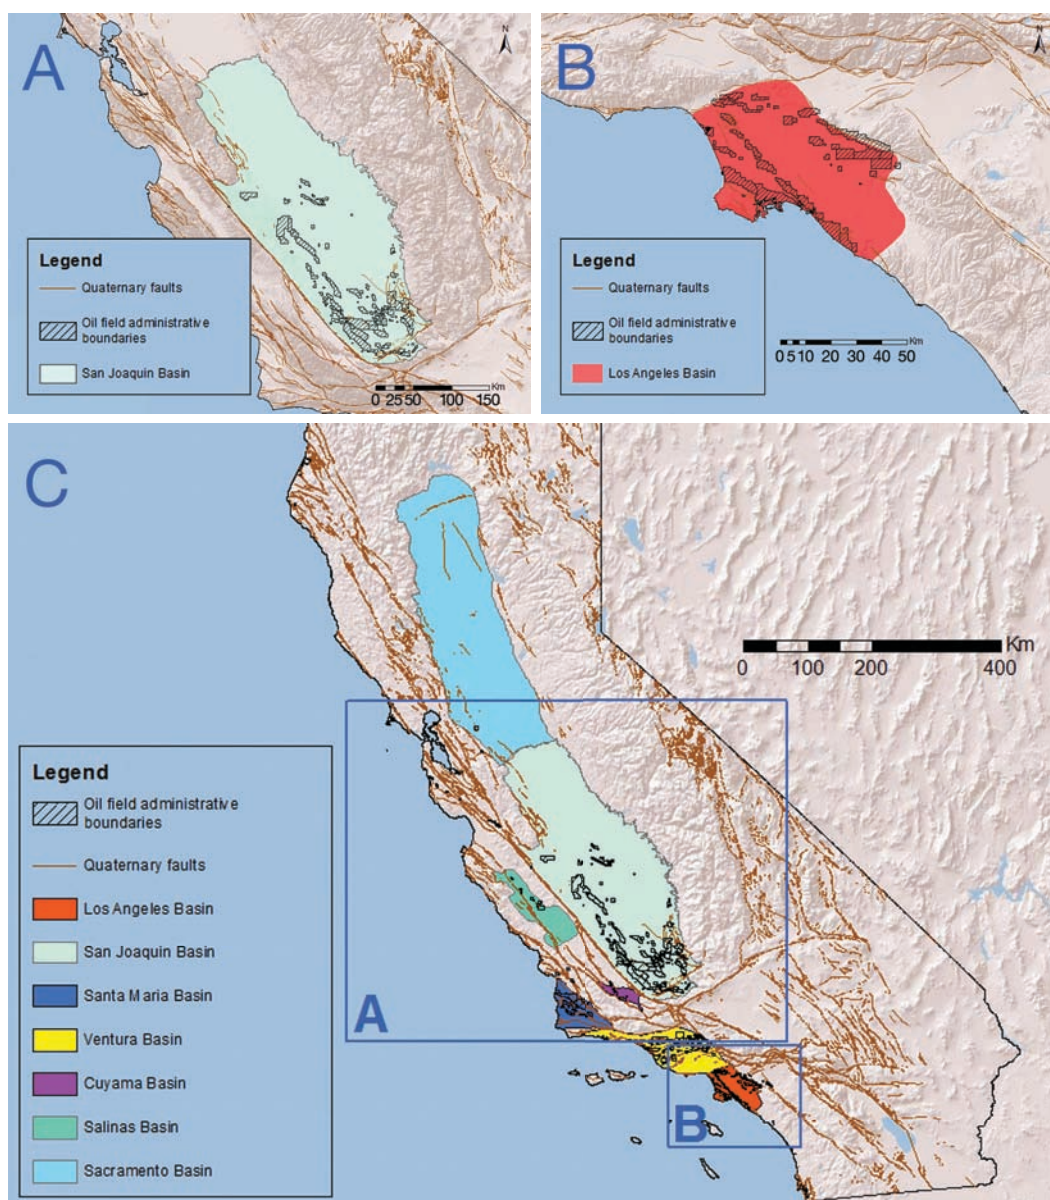 A
N
Legend
Quaternary faults
Oil field administrative
boundaries
San Joaquin Basin
Km
0 25 50 100 150
B
N
Legend
Quaternary faults
Oil field administrative
boundaries
Los Angeles Basin
Km
0 5 10 20 30 40 50
C
Km
0 100 200 400
Legend
Oil field administrative
boundaries
Quaternary faults
Los Angeles Basin
San Joaquin Basin
Santa Maria Basin
Ventura Basin
Cuyama Basin
Salinas Basin
Sacramento Basin
A
B